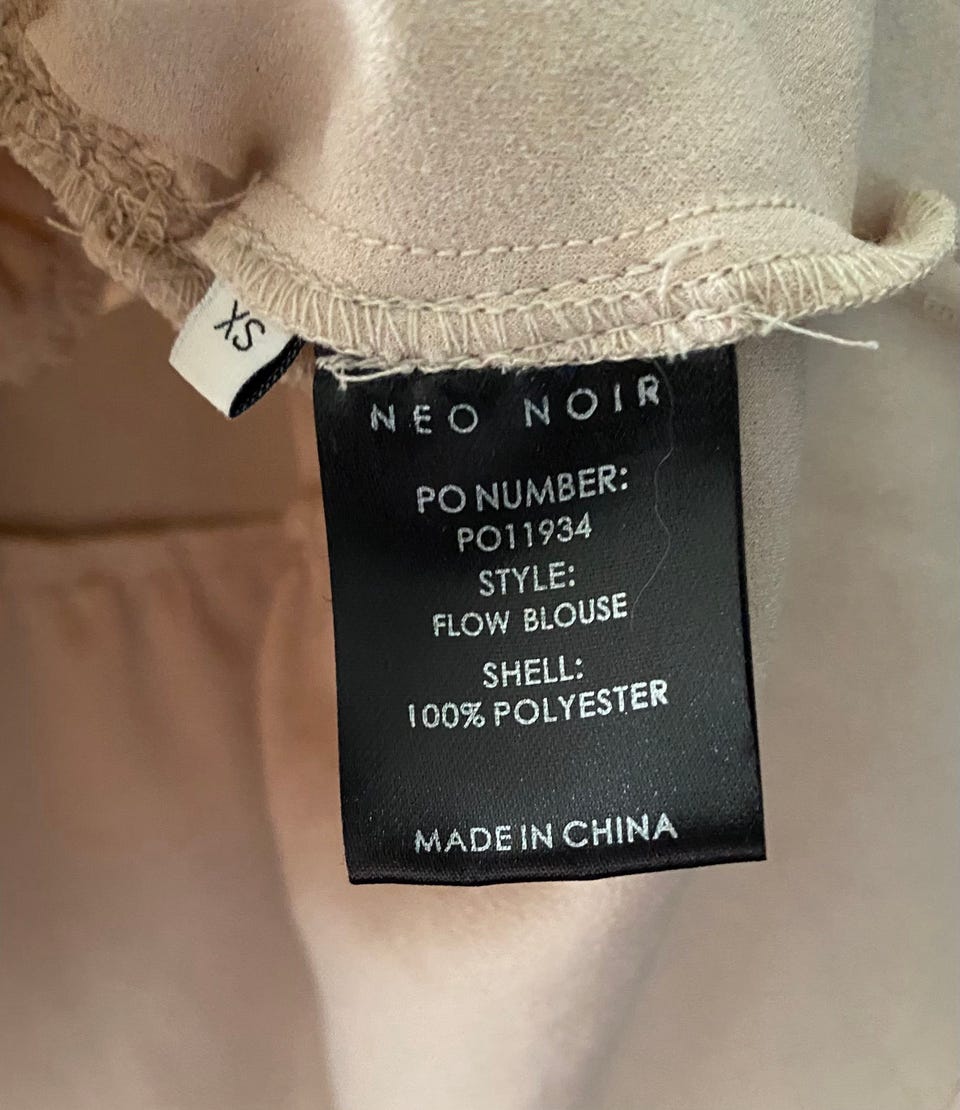 XS
NEO NOIR
PO NUMBER:
PO11934
STYLE:
FLOW BLOUSE
SHELL:
100% POLYESTER
MADE IN CHINA